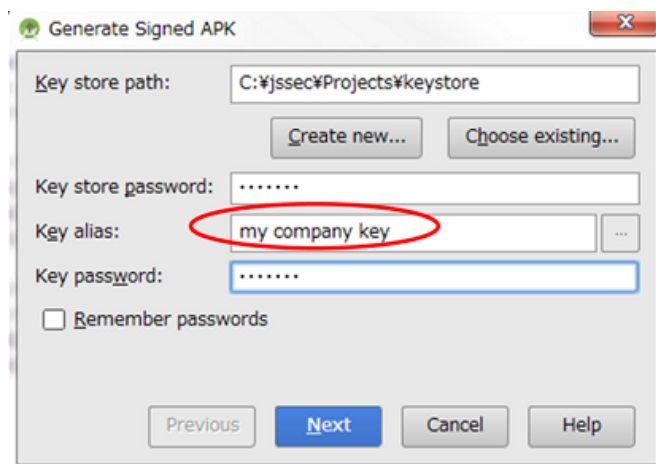 Generate Signed APK
Key store path: C:¥jssec¥Projects¥keystore
Create new... Choose existing...
Key store password: •••••••
Key alias: my company key ...
Key password: •••••••
Remember passwords
Previous Next Cancel Help